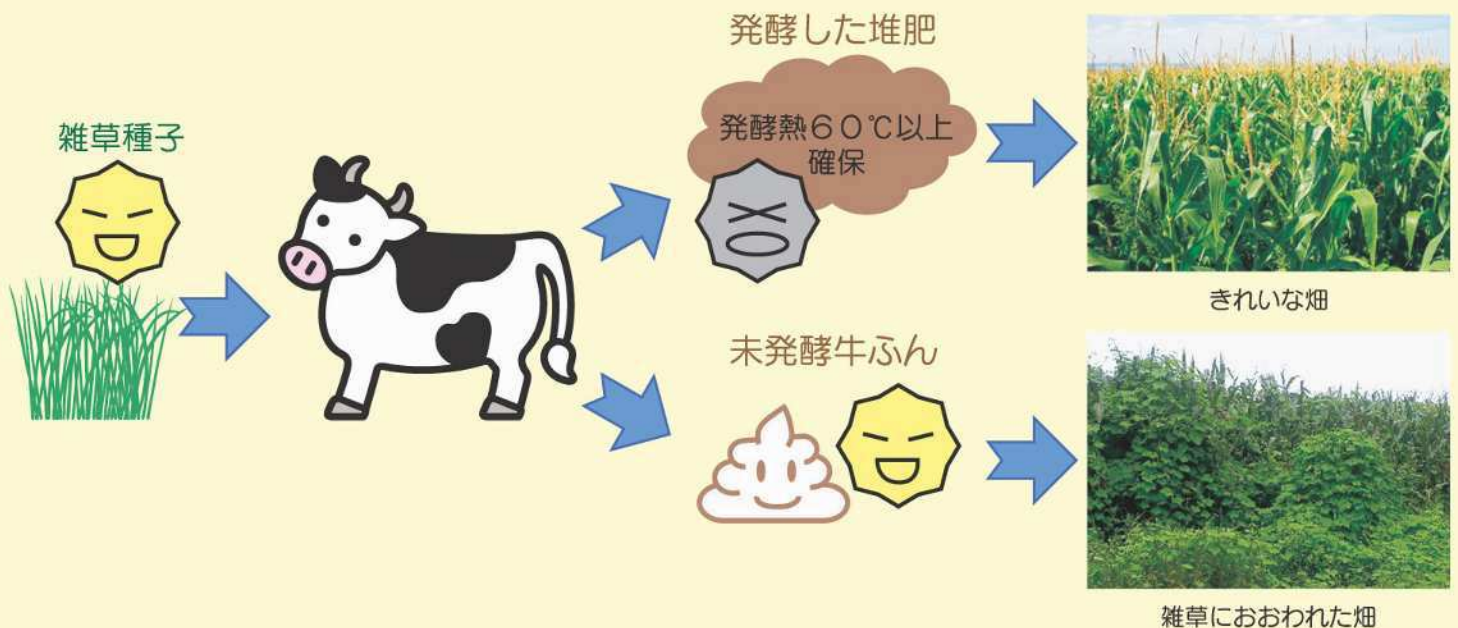 雑草種子
発酵した堆肥
発酵熱60℃以上
確保
きれいな畑
未発酵牛ふん
雑草におおわれた畑